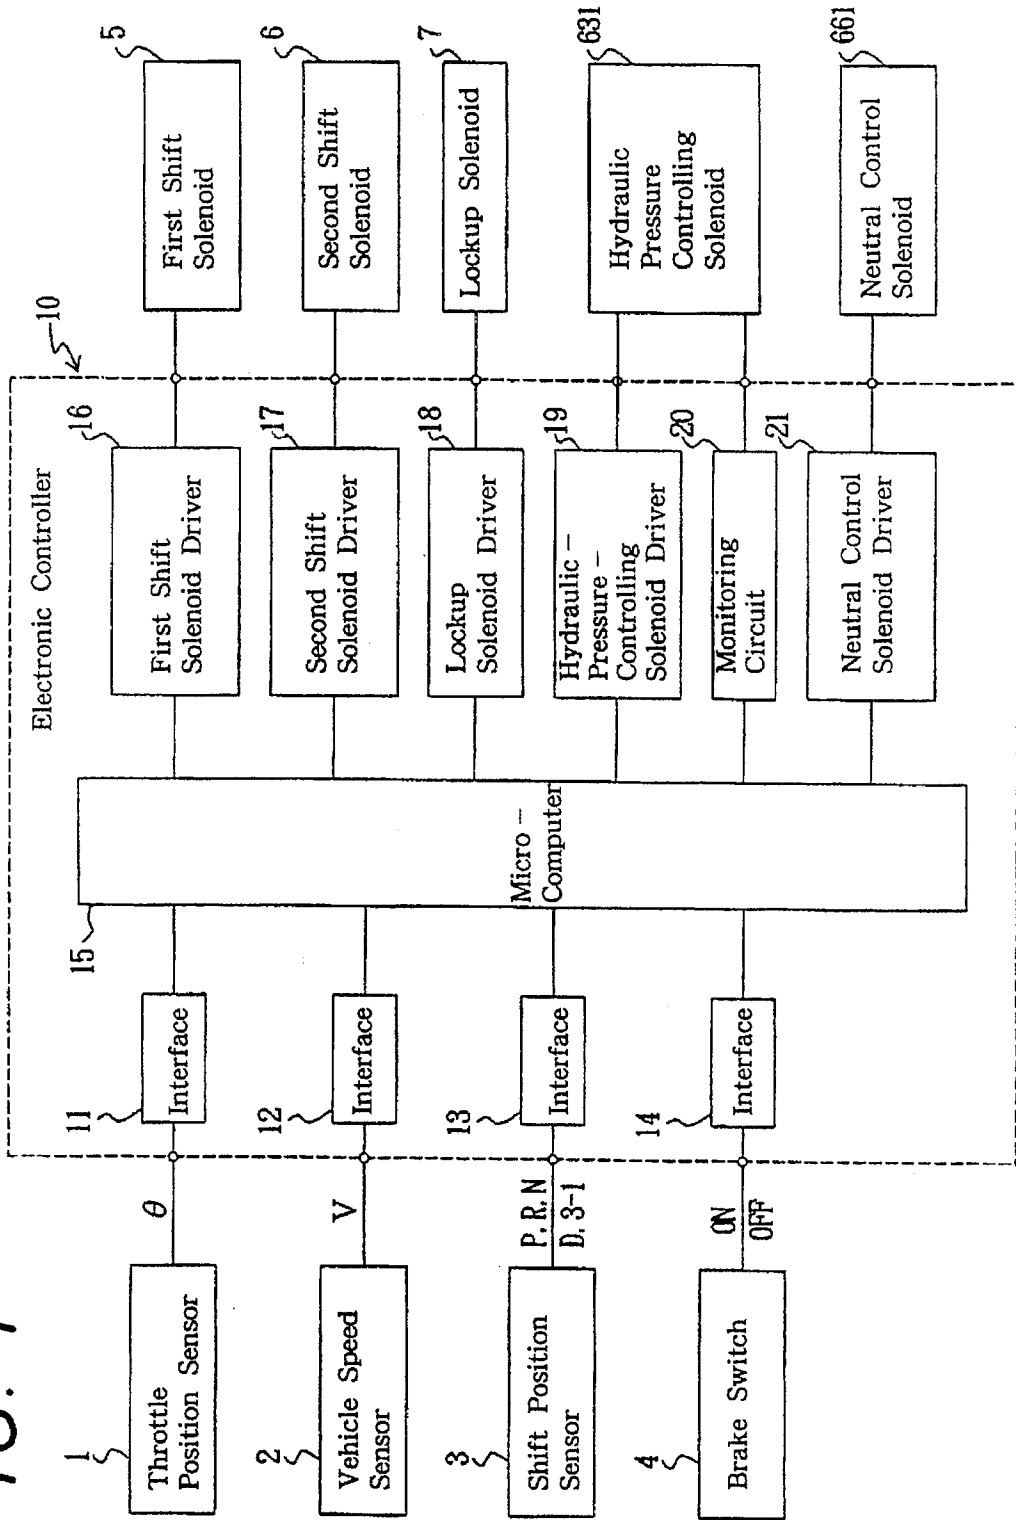 Electronic Controller
10
1
Throttle
Position Sensor
θ
11
Interface
2
Vehicle Speed
Sensor
V
12
Interface
3
Shift Position
Sensor
P.R.N
D.3-1
13
Interface
4
Brake Switch
ON
OFF
14
Interface
15
Micro-
Computer
16
First Shift
Solenoid Driver
17
Second Shift
Solenoid Driver
18
Lockup
Solenoid Driver
19
Hydraulic-
Pressure-
Controlling
Solenoid Driver
20
Monitoring
Circuit
21
Neutral Control
Solenoid Driver
5
First Shift
Solenoid
6
Second Shift
Solenoid
7
Lockup Solenoid
631
Hydraulic
Pressure
Controlling
Solenoid
661
Neutral Control
Solenoid